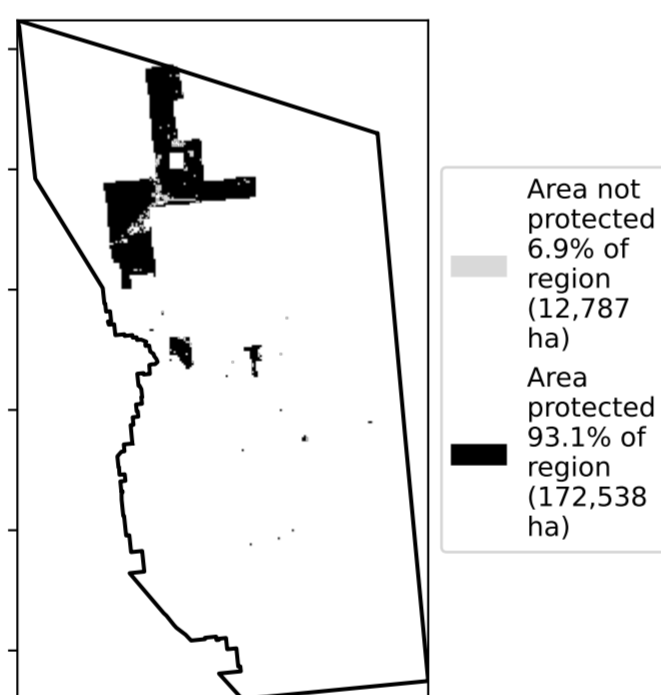 Area not
protected
6.9% of
region
(12,787
ha)
Area
protected
93.1% of
region
(172,538
ha)